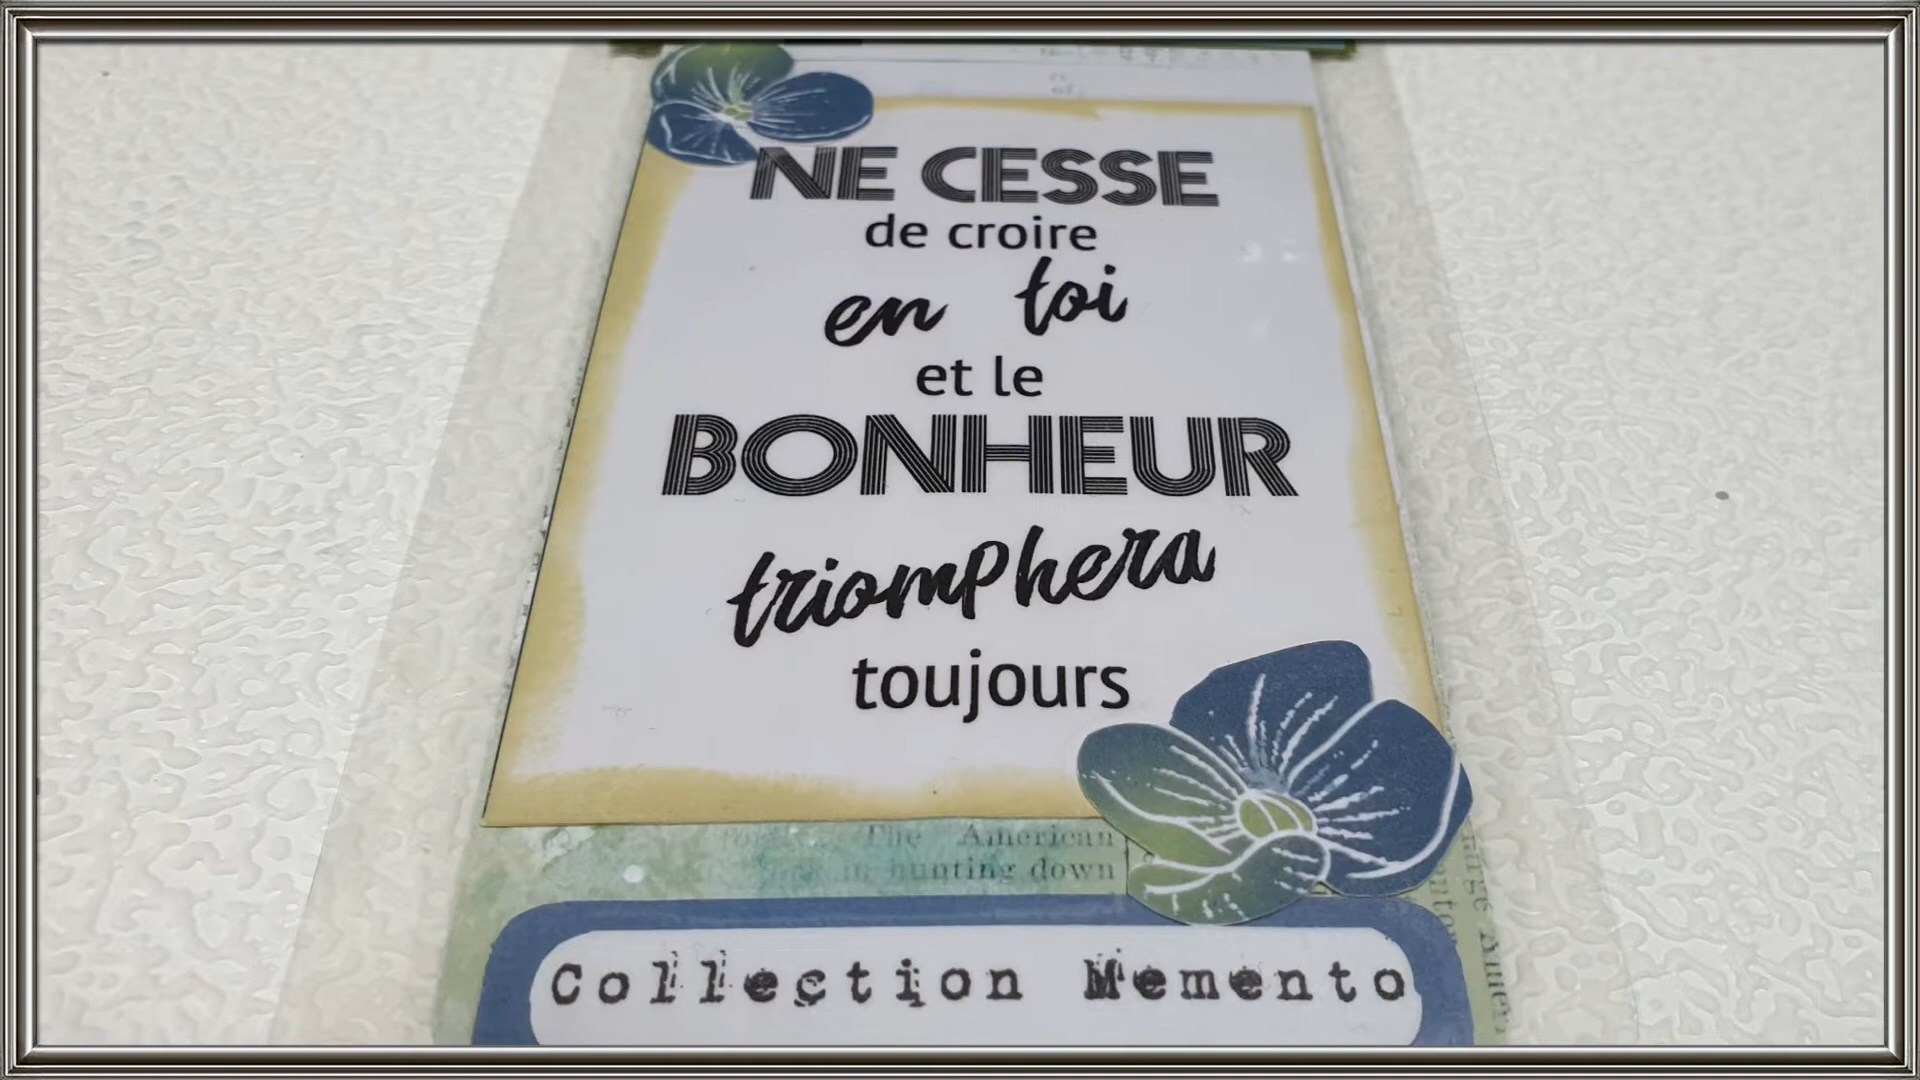 NE CESSE
de croire
en toi
et le
BONHEUR
triomphera
toujours
The American
hunting down
Collection Memento